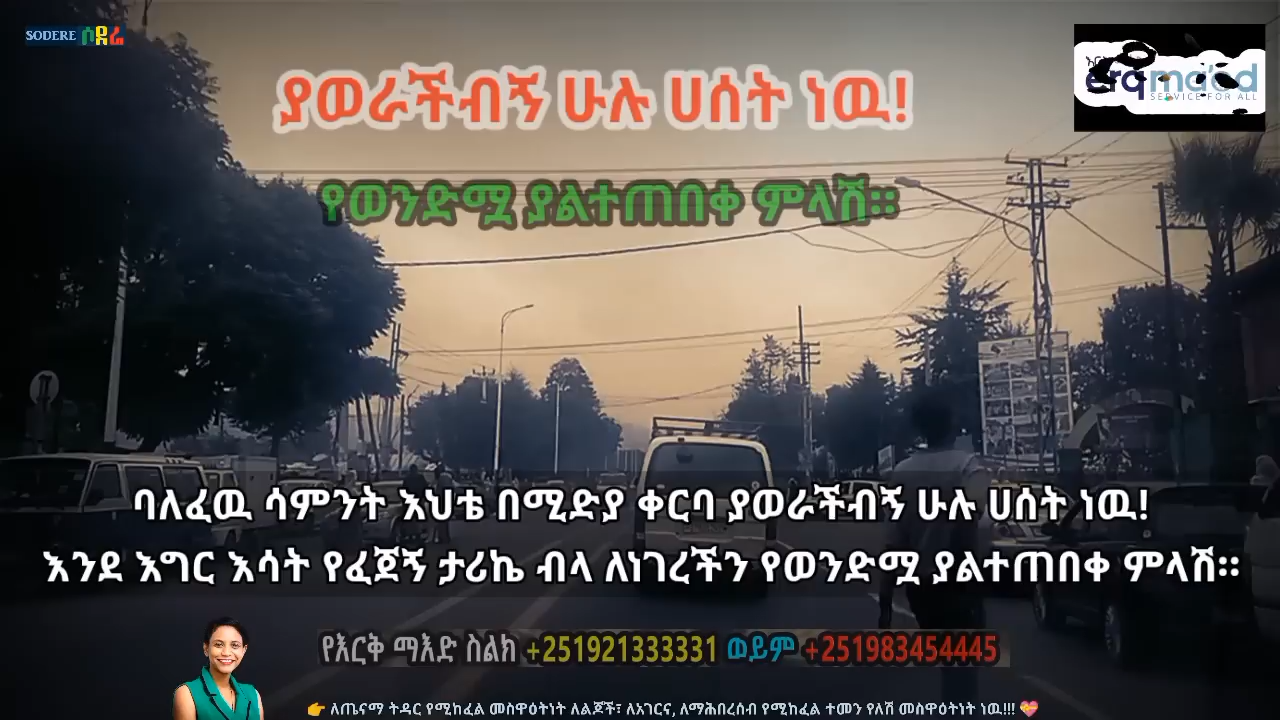 SODERE ሶደሬ
ያወራችብኝ ሁሉ ሀሰት ነዉ!
SERVICE FOR ALL
የወንድሟ ያልተጠበቀ ምላሽ።
ባለፈዉ ሳምንት እህቴ በሚድያ ቀርባ ያወራችብኝ ሁሉ ሀሰት ነዉ!
እንደ እግር እሳት የፈጀኝ ታሪኬ ብላ ለነገረችን የወንድሟ ያልተጠበቀ ምላሽ።
የእርቅ ማእድ ስልክ +251921333331 ወይም +251983454445
👉 ለጤናማ ትዳር የሚከፈል መስዋዕትነት ለልጆች፣ ለአገርና, ለማሕበረሰብ የሚከፈል ተመን የለሽ መስዋዕትነት ነዉ!!! 💝